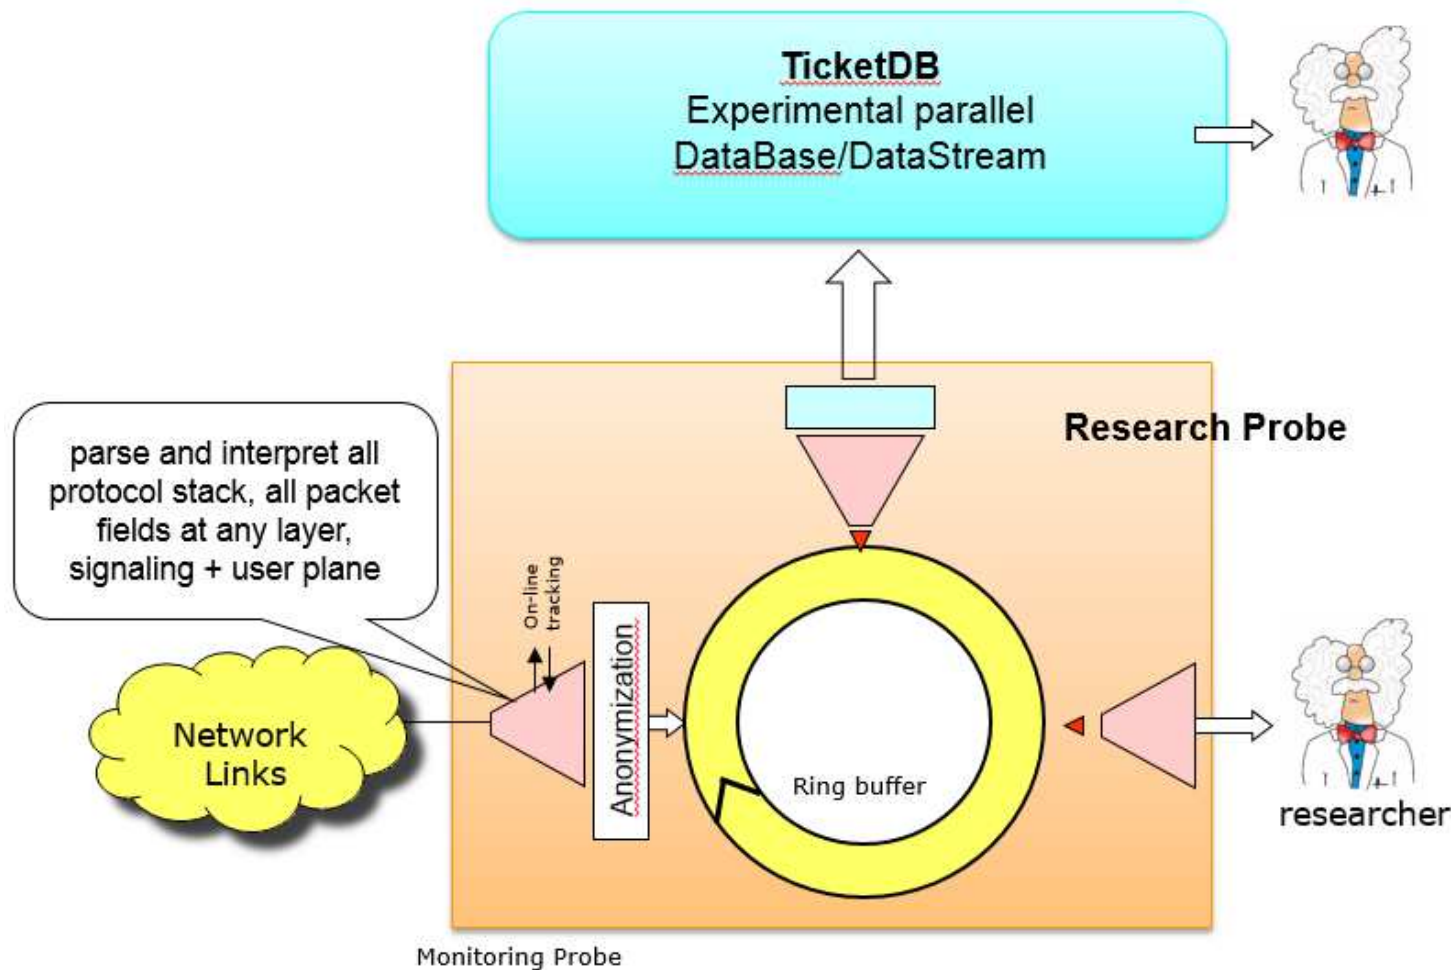 TicketDB
Experimental parallel
DataBase/DataStream
Research Probe
parse and interpret all
protocol stack, all packet
fields at any layer,
signaling + user plane
On-line
tracking
Anonymization
Network
Links
Ring buffer
researcher
Monitoring Probe